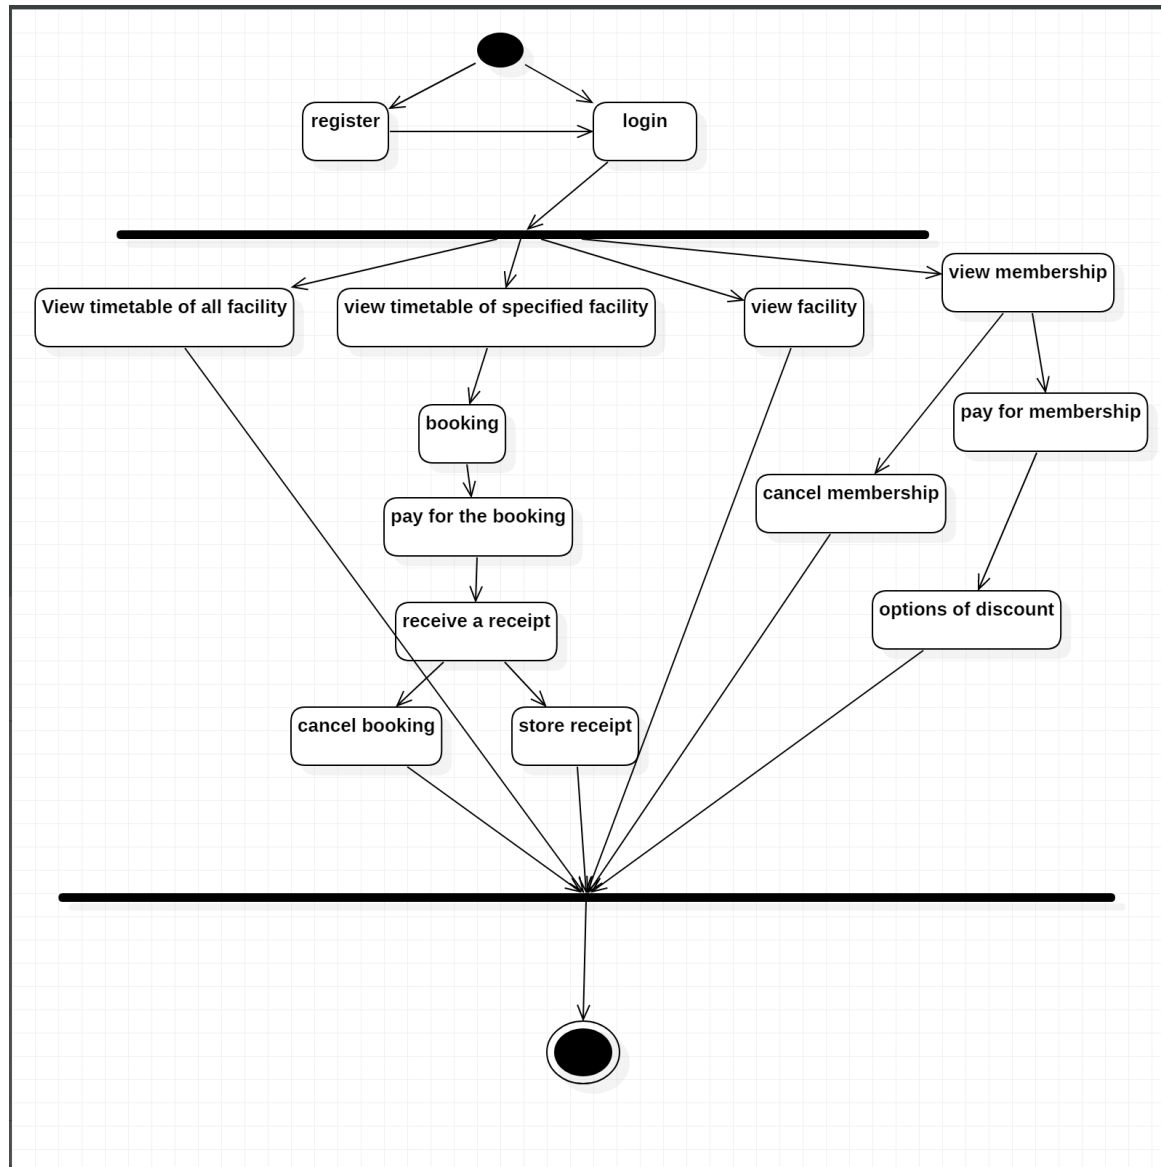 register
login
view membership
View timetable of all facility
view timetable of specified facility
view facility
pay for membership
booking
cancel membership
pay for the booking
options of discount
receive a receipt
cancel booking
store receipt